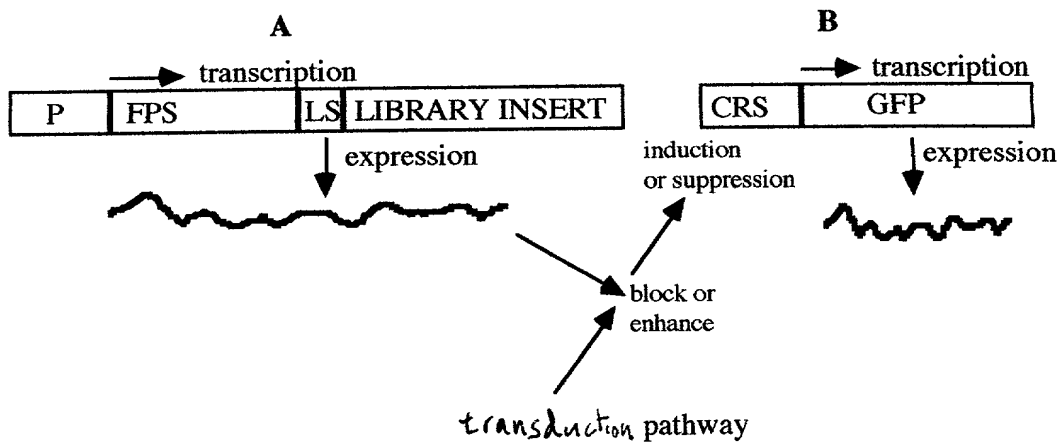 A
B
transcription
transcription
P FPS LS LIBRARY INSERT
CRS GFP
expression
induction
or suppression
expression
block or
enhance
transduction pathway